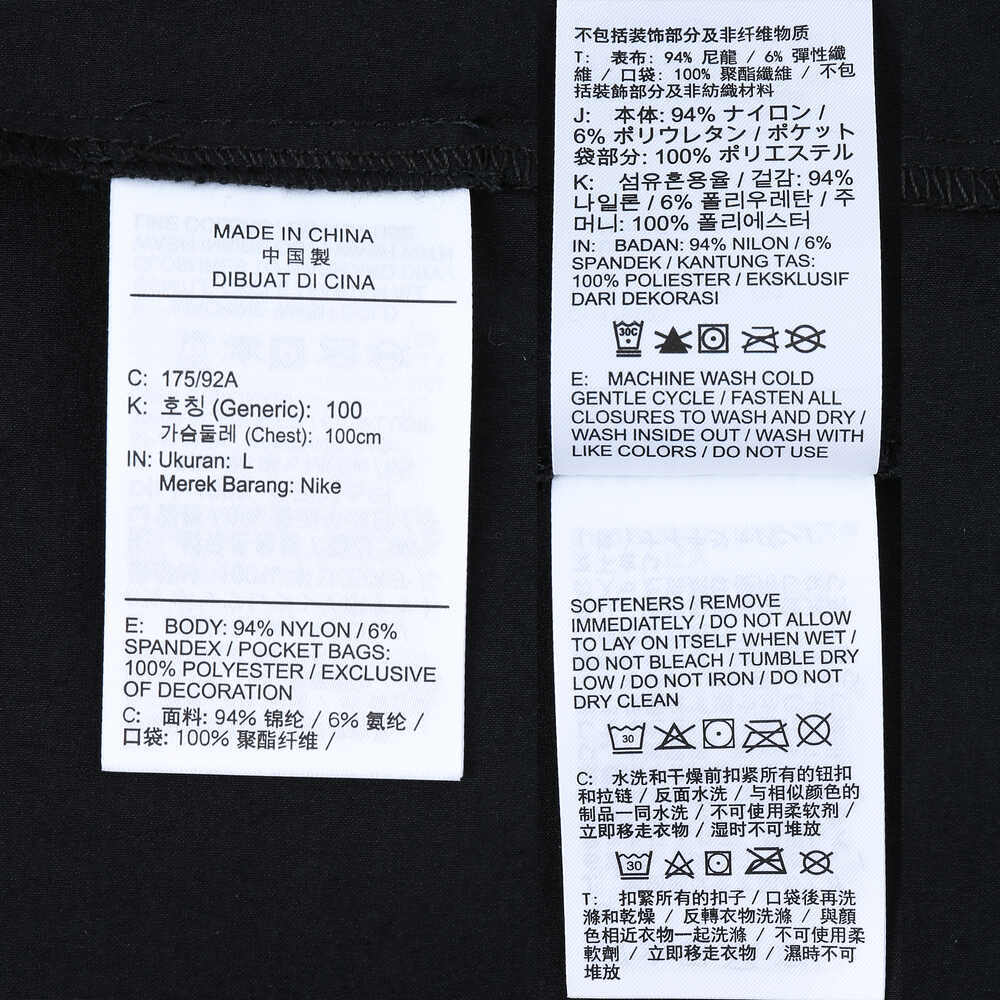 MADE IN CHINA
中国製
DIBUAT DI CINA
C: 175/92A
K: 호칭 (Generic): 100
가슴둘레 (Chest): 100cm
IN: Ukuran: L
Merek Barang: Nike
E: BODY: 94% NYLON / 6%
SPANDEX / POCKET BAGS:
100% POLYESTER / EXCLUSIVE
OF DECORATION
C: 面料: 94% 锦纶 / 6% 氨纶 /
口袋: 100% 聚酯纤维 /
不包括装饰部分及非纤维物质
T: 表布: 94% 尼龍 / 6% 彈性纖
維 / 口袋: 100% 聚酯纖維 / 不包
括裝飾部分及非紡織材料
J: 本体: 94% ナイロン /
6% ポリウレタン / ポケット
袋部分: 100% ポリエステル
K: 섬유혼용율 / 겉감: 94%
나일론 / 6% 폴리우레탄 / 주
머니: 100% 폴리에스터
IN: BADAN: 94% NILON / 6%
SPANDEK / KANTUNG TAS:
100% POLIESTER / EKSKLUSIF
DARI DEKORASI
30C
E: MACHINE WASH COLD
GENTLE CYCLE / FASTEN ALL
CLOSURES TO WASH AND DRY /
WASH INSIDE OUT / WASH WITH
LIKE COLORS / DO NOT USE
SOFTENERS / REMOVE
IMMEDIATELY / DO NOT ALLOW
TO LAY ON ITSELF WHEN WET /
DO NOT BLEACH / TUMBLE DRY
LOW / DO NOT IRON / DO NOT
DRY CLEAN
30
C: 水洗和干燥前扣紧所有的钮扣
和拉链 / 反面水洗 / 与相似颜色的
制品一同水洗 / 不可使用柔软剂 /
立即移走衣物 / 湿时不可堆放
30
T: 扣緊所有的扣子 / 口袋後再洗
滌和乾燥 / 反轉衣物洗滌 / 與顏
色相近衣物一起洗滌 / 不可使用柔
軟劑 / 立即移走衣物 / 濕時不可
堆放